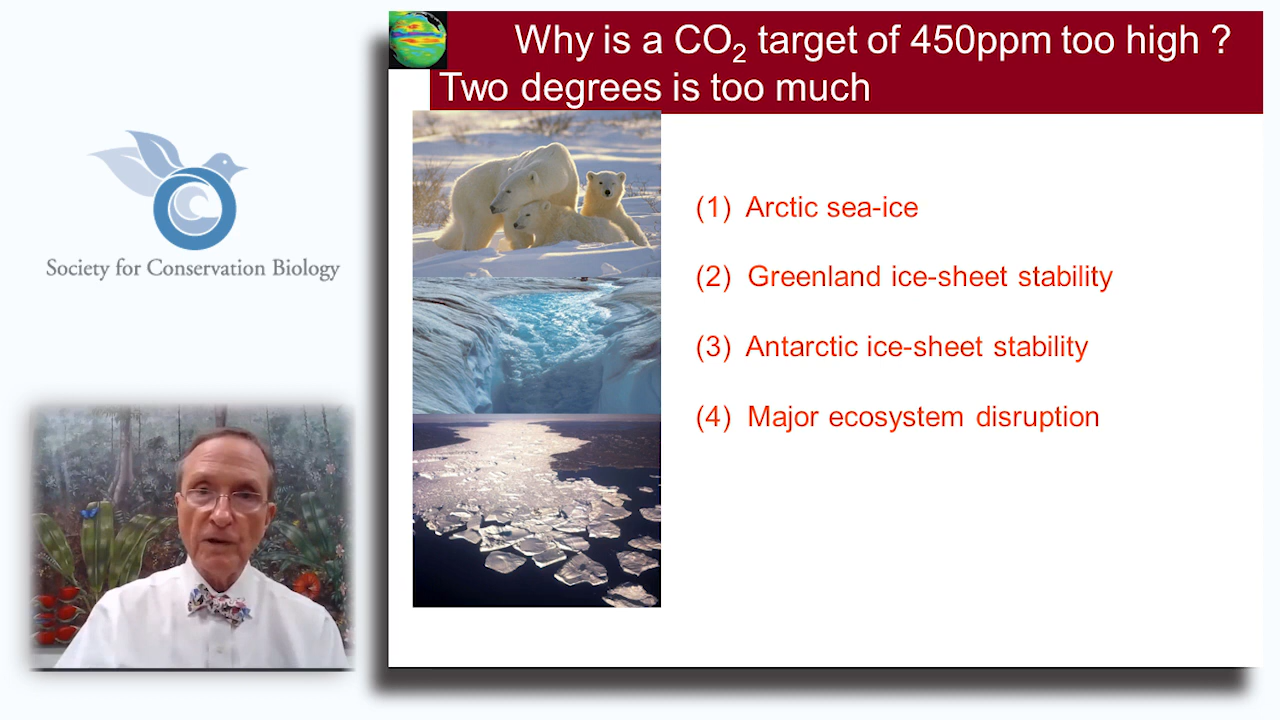 Why is a CO₂ target of 450ppm too high ?
Two degrees is too much
Society for Conservation Biology
(1) Arctic sea-ice
(2) Greenland ice-sheet stability
(3) Antarctic ice-sheet stability
(4) Major ecosystem disruption